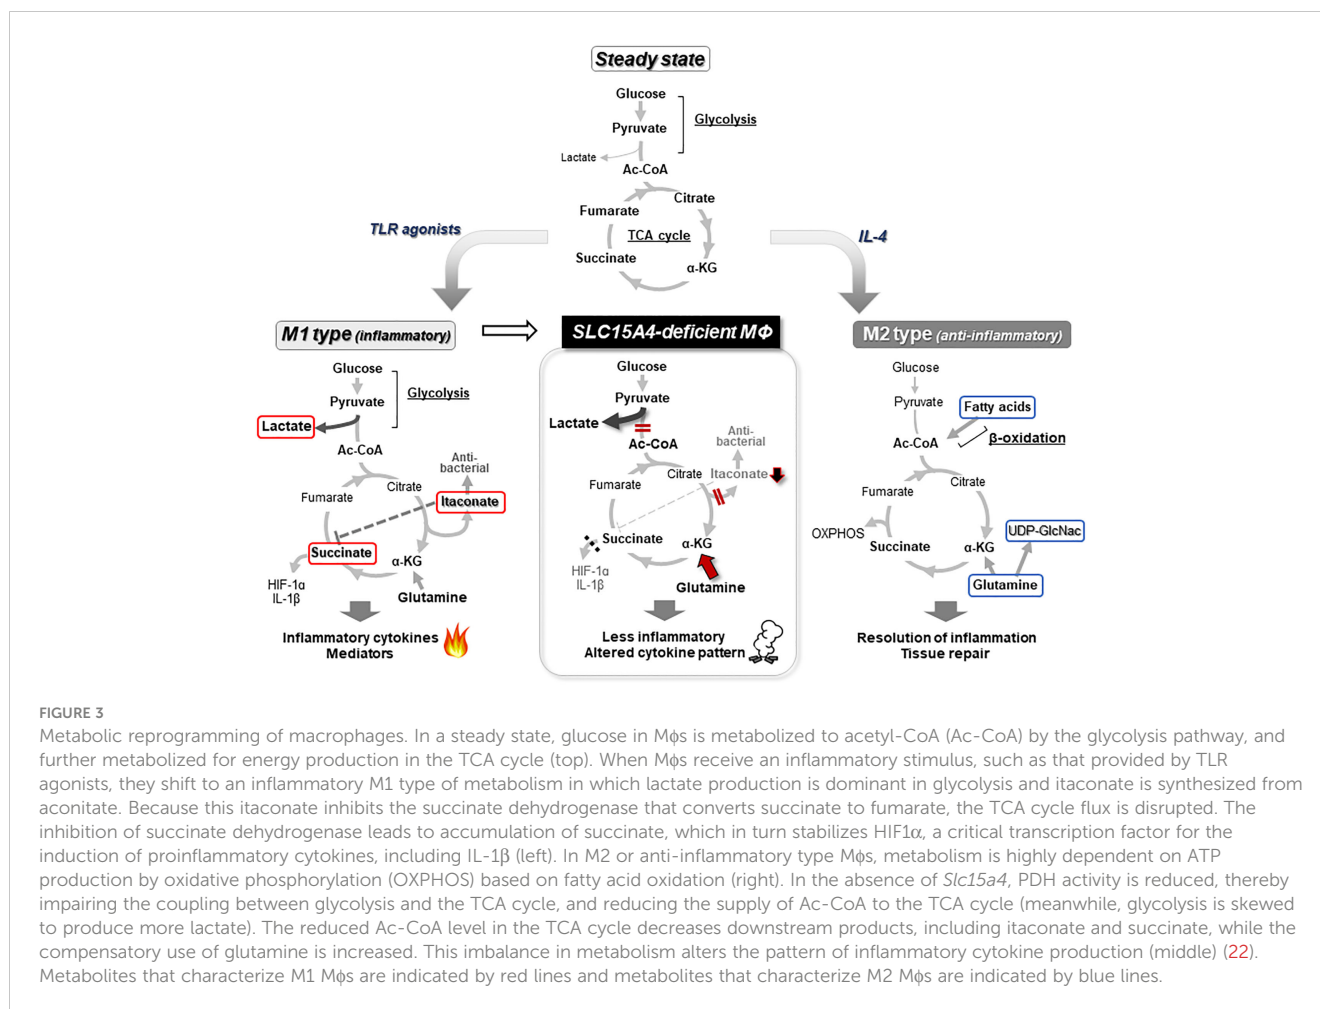 Steady state
Glucose
Glycolysis
Pyruvate
Lactate
Ac-CoA
Citrate
Fumarate
TCA cycle
Succinate
α-KG
TLR agonists
IL-4
M1 type (inflammatory)
Glucose
Glycolysis
Pyruvate
Lactate
Ac-CoA
Anti-
bacterial
Citrate
Itaconate
Fumarate
Succinate
α-KG
HIF-1α
IL-1β
Glutamine
Inflammatory cytokines
Mediators
SLC15A4-deficient MΦ
Glucose
Pyruvate
Lactate
Ac-CoA
Anti-
bacterial
Citrate
Itaconate
Fumarate
Succinate
α-KG
HIF-1α
IL-1β
Glutamine
Less inflammatory
Altered cytokine pattern
M2 type (anti-inflammatory)
Glucose
Pyruvate
Fatty acids
Ac-CoA
β-oxidation
Citrate
Fumarate
OXPHOS
Succinate
α-KG
UDP-GlcNac
Glutamine
Resolution of inflammation
Tissue repair
FIGURE 3
Metabolic reprogramming of macrophages. In a steady state, glucose in Mϕs is metabolized to acetyl-CoA (Ac-CoA) by the glycolysis pathway, and
further metabolized for energy production in the TCA cycle (top). When Mϕs receive an inflammatory stimulus, such as that provided by TLR
agonists, they shift to an inflammatory M1 type of metabolism in which lactate production is dominant in glycolysis and itaconate is synthesized from
aconitate. Because this itaconate inhibits the succinate dehydrogenase that converts succinate to fumarate, the TCA cycle flux is disrupted. The
inhibition of succinate dehydrogenase leads to accumulation of succinate, which in turn stabilizes HIF1α, a critical transcription factor for the
induction of proinflammatory cytokines, including IL-1β (left). In M2 or anti-inflammatory type Mϕs, metabolism is highly dependent on ATP
production by oxidative phosphorylation (OXPHOS) based on fatty acid oxidation (right). In the absence of Slc15a4, PDH activity is reduced, thereby
impairing the coupling between glycolysis and the TCA cycle, and reducing the supply of Ac-CoA to the TCA cycle (meanwhile, glycolysis is skewed
to produce more lactate). The reduced Ac-CoA level in the TCA cycle decreases downstream products, including itaconate and succinate, while the
compensatory use of glutamine is increased. This imbalance in metabolism alters the pattern of inflammatory cytokine production (middle) (22).
Metabolites that characterize M1 Mϕs are indicated by red lines and metabolites that characterize M2 Mϕs are indicated by blue lines.